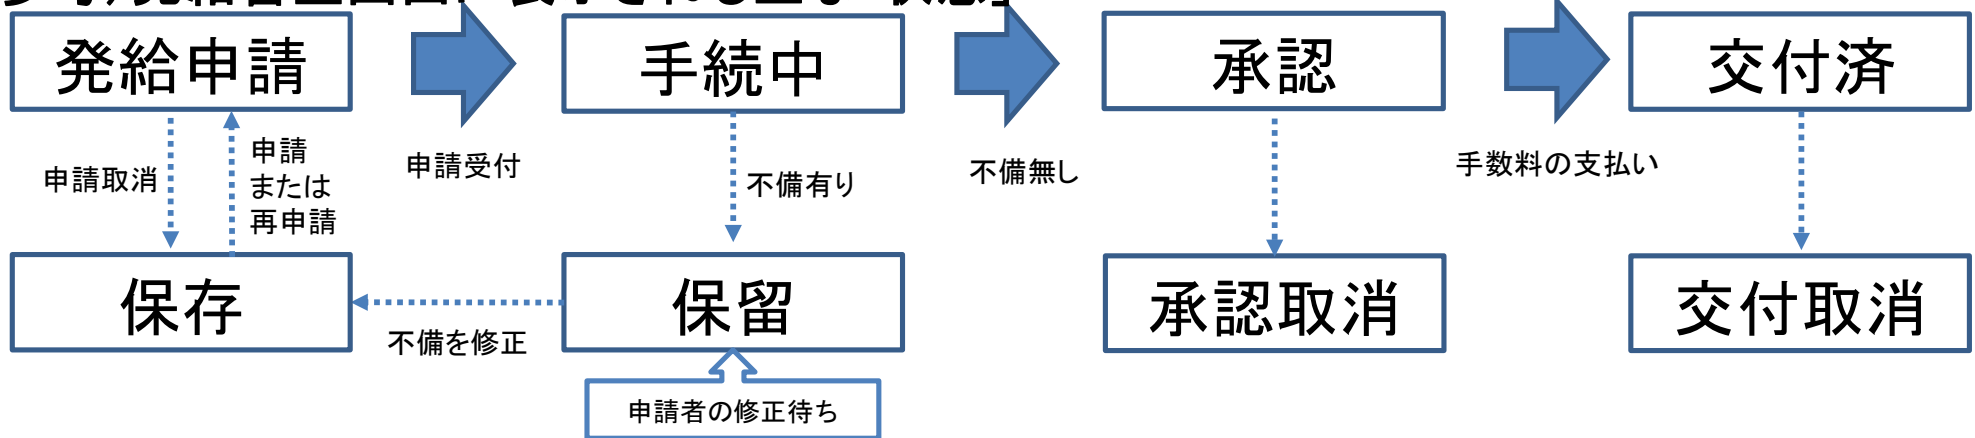 発給申請
手続中
承認
交付済
申請取消
申請
または
再申請
申請受付
不備有り
不備無し
手数料の支払い
保存
不備を修正
保留
承認取消
交付取消
申請者の修正待ち